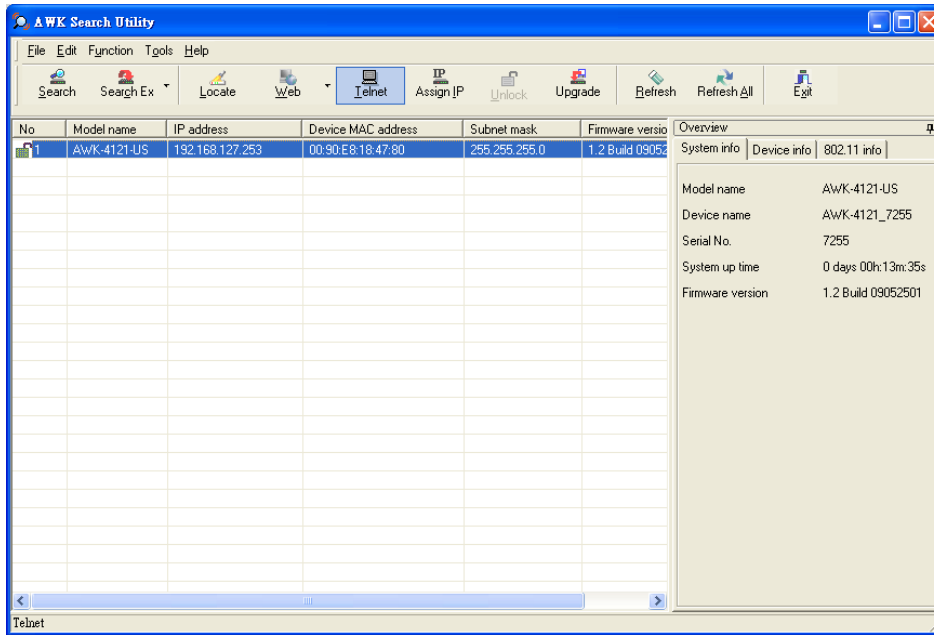 AWK Search Utility
File Edit Function Tools Help
Search Search Ex Locate Web Telnet Assign IP Unlock Upgrade Refresh Refresh All Exit
No Model name IP address Device MAC address Subnet mask Firmware versio
1 AWK-4121-US 192.168.127.253 00:90:E8:18:47:80 255.255.255.0 1.2 Build 09052
Overview
System info Device info 802.11 info
Model name AWK-4121-US
Device name AWK-4121_7255
Serial No. 7255
System up time 0 days 00h:13m:35s
Firmware version 1.2 Build 09052501
Telnet